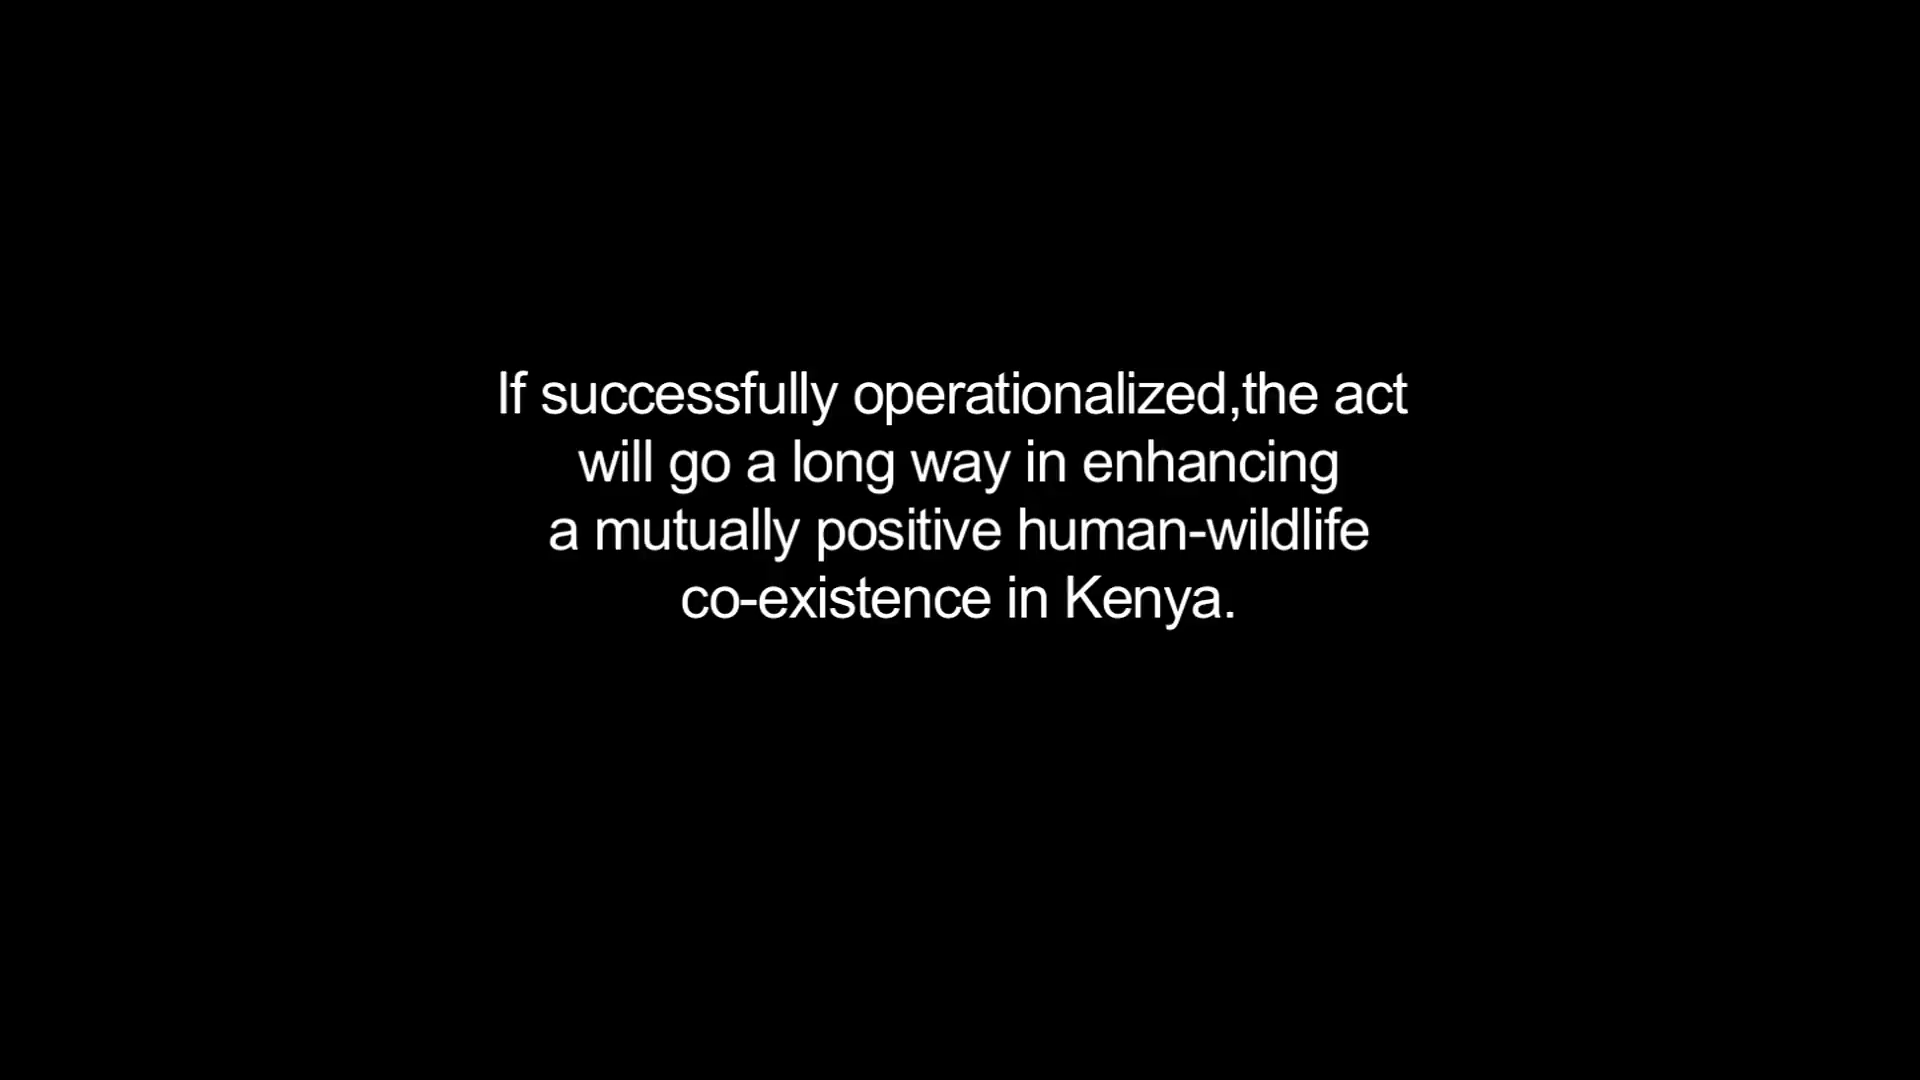 If successfully operationalized,the act
will go a long way in enhancing
a mutually positive human-wildlife
co-existence in Kenya.